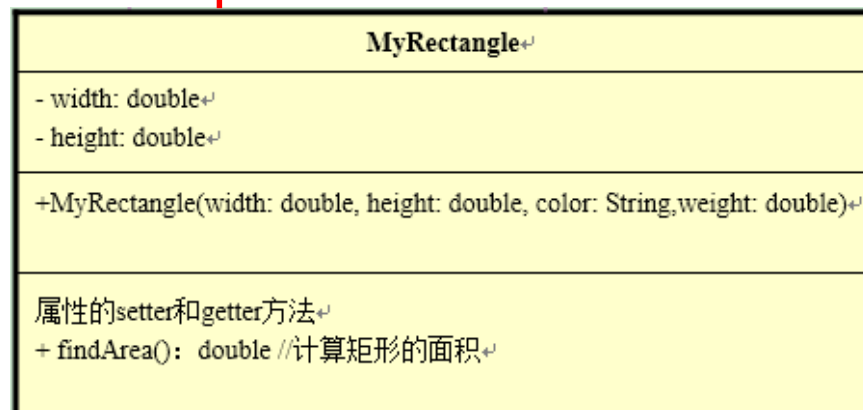 MyRectangle
- width: double
- height: double
+MyRectangle(width: double, height: double, color: String,weight: double)
属性的setter和getter方法
+ findArea()：double //计算矩形的面积